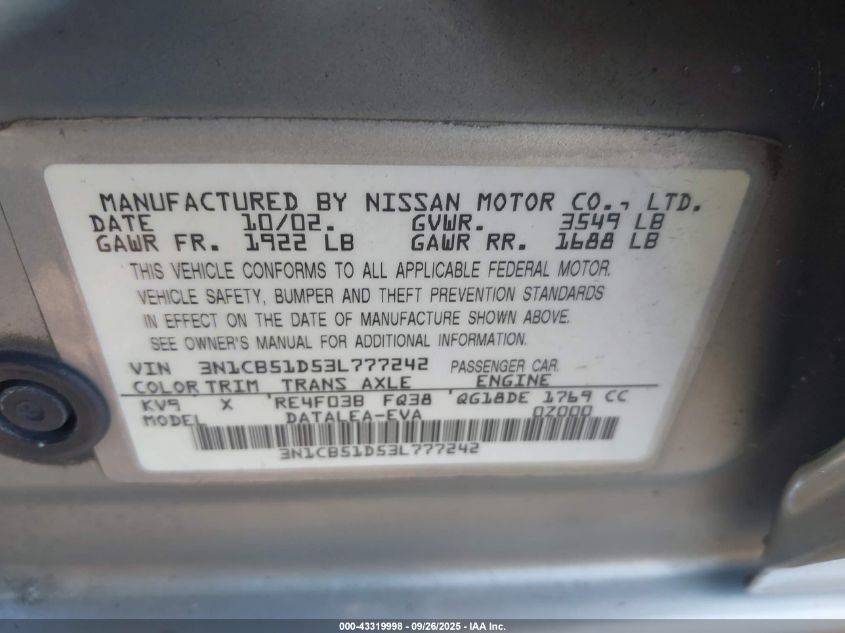 MANUFACTURED BY NISSAN MOTOR CO., LTD.
DATE 10/02. GVWR. 3549 LB
GAWR FR. 1922 LB GAWR RR. 1688 LB
THIS VEHICLE CONFORMS TO ALL APPLICABLE FEDERAL MOTOR.
VEHICLE SAFETY, BUMPER AND THEFT PREVENTION STANDARDS
IN EFFECT ON THE DATE OF MANUFACTURE SHOWN ABOVE.
SEE OWNER'S MANUAL FOR ADDITIONAL INFORMATION.
VIN 3N1CB51D53L777242 PASSENGER CAR.
COLOR TRIM TRANS AXLE ENGINE
KV9 X RE4F03B FQ38 QG18DE 1769 CC
MODEL DATALEA-EVA 0Z000
3N1CB51D53L777242
000-43319998 - 09/26/2025 - IAA Inc.